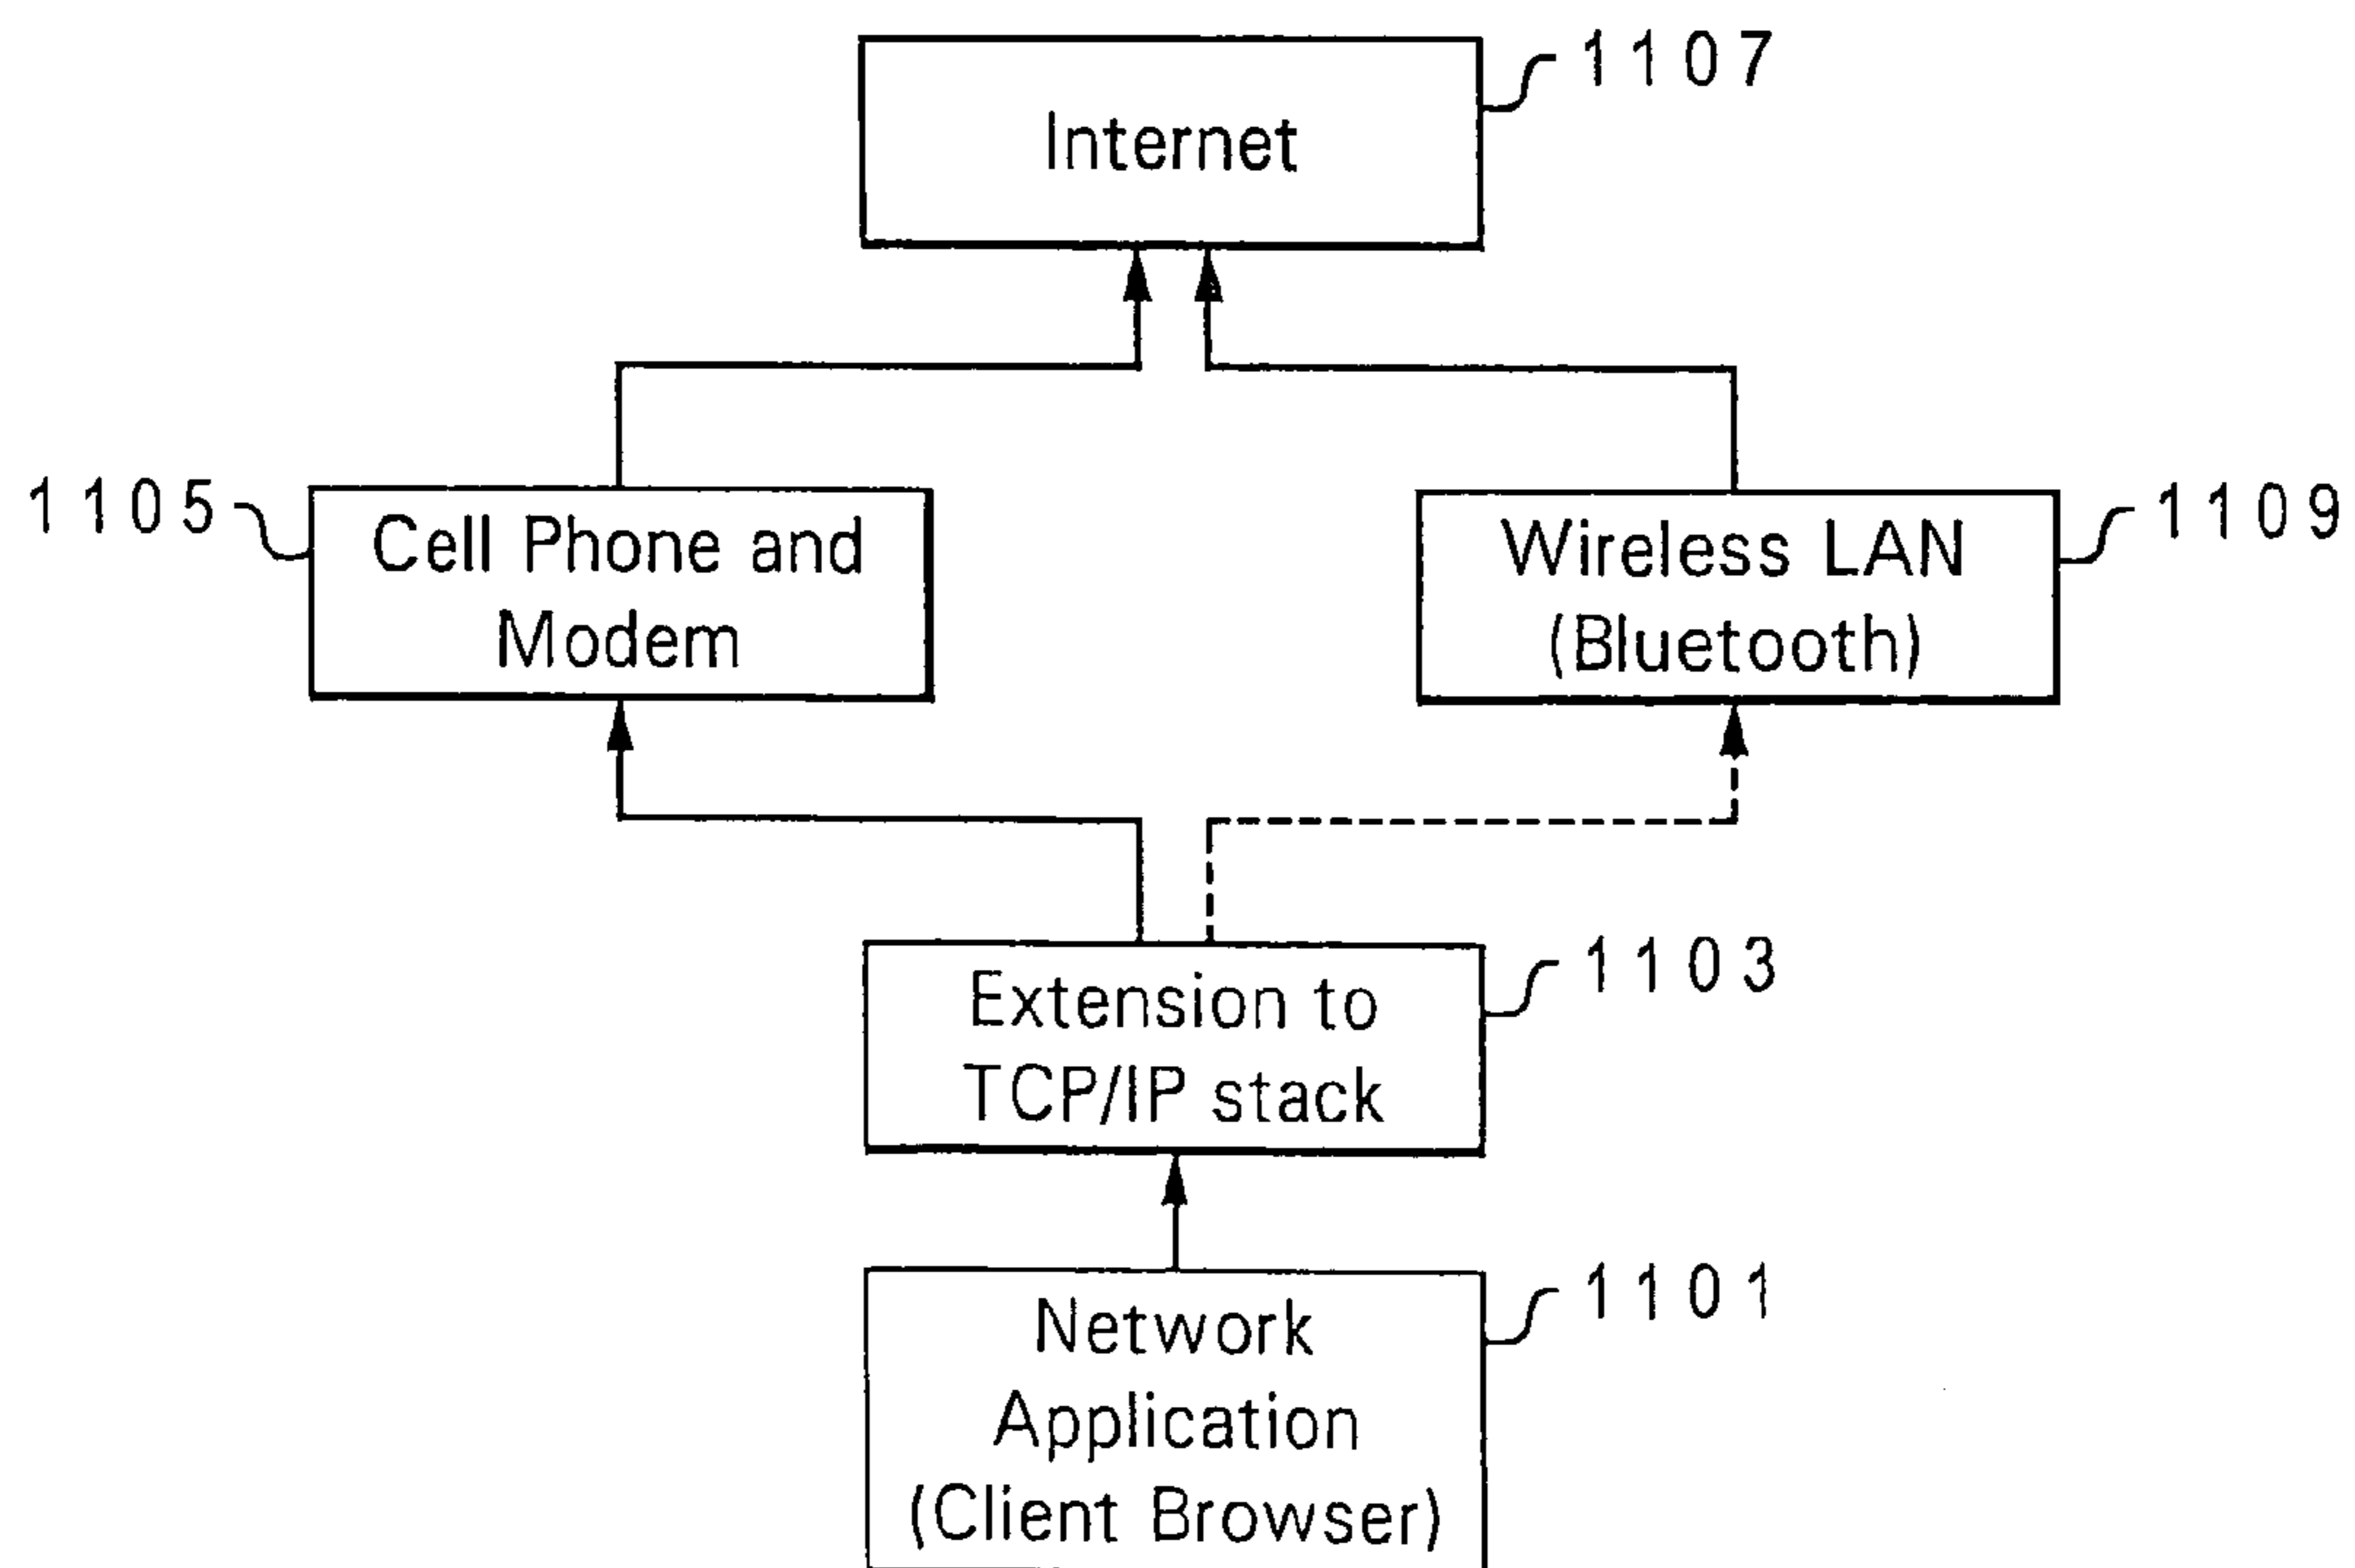 1107
Internet
1105
Cell Phone and
Modem
Wireless LAN
(Bluetooth)
1109
Extension to
TCP/IP stack
1103
Network
Application
(Client Browser)
1101